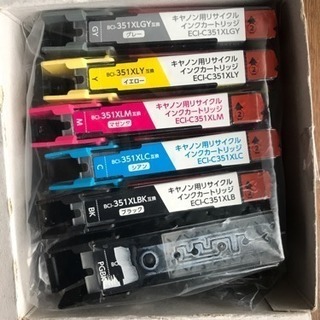 GY
BCI-351XLGY互換
グレー
キヤノン用リサイクル
インクカートリッジ
ECI-C351XLGY
Y
BCI-351XLY互換
イエロー
キヤノン用リサイクル
インクカートリッジ
ECI-C351XLY
M
BCI-351XLM互換
マゼンタ
キヤノン用リサイクル
インクカートリッジ
ECI-C351XLM
C
BCI-351XLC互換
シアン
キヤノン用リサイクル
インクカートリッジ
ECI-C351XLC
BK
BCI-351XLBK互換
ブラック
キヤノン用リサイクル
インクカートリッジ
ECI-C351XLB
PGBK